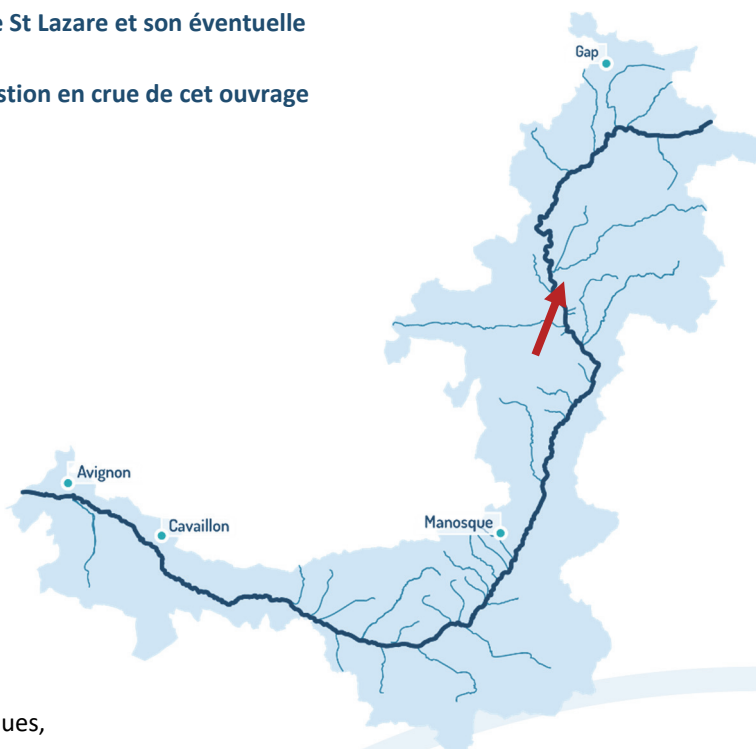 e St Lazare et son éventuelle
stion en crue de cet ouvrage
Gap
Avignon
Cavaillon
Manosque
ues,